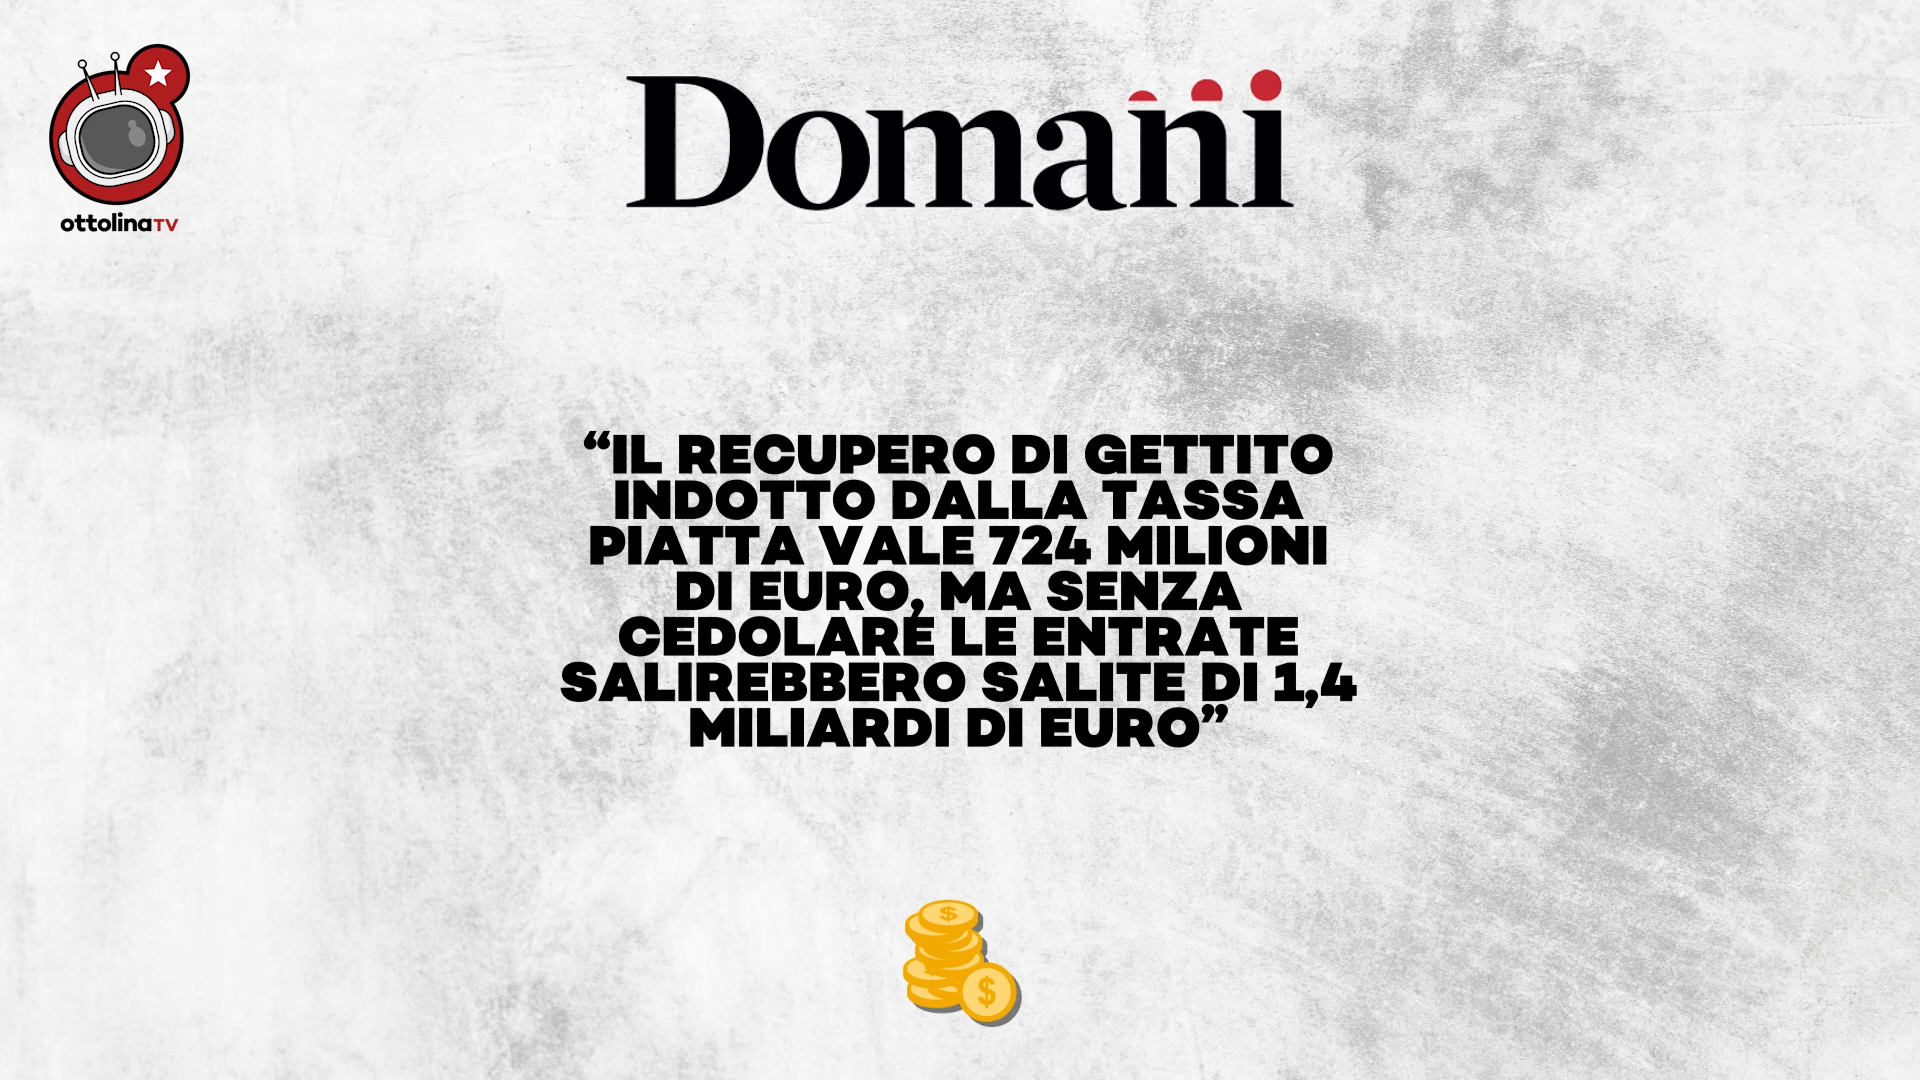 ottolinaTV
Domani
“IL RECUPERO DI GETTITO
INDOTTO DALLA TASSA
PIATTA VALE 724 MILIONI
DI EURO, MA SENZA
CEDOLARE LE ENTRATE
SALIREBBERO SALITE DI 1,4
MILIARDI DI EURO”
$
$